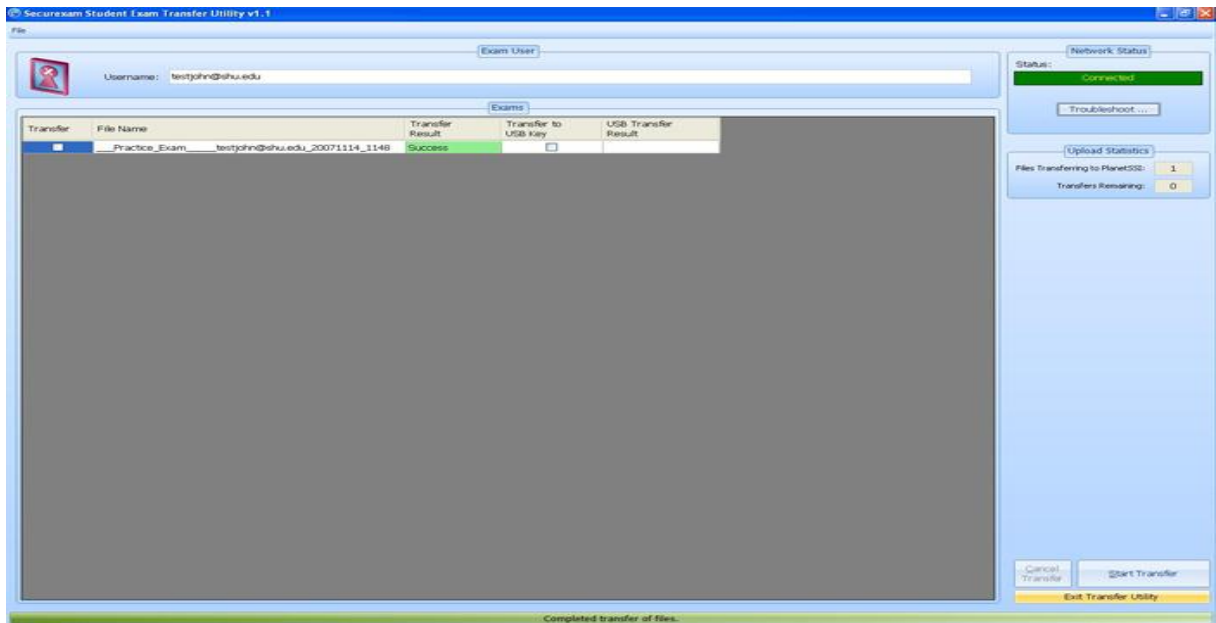 Securexam Student Exam Transfer Utility v1.1
File
Exam User
Username: testjohn@shu.edu
Exams
Transfer File Name Transfer Result Transfer to USB Key USB Transfer Result
___Practice_Exam_____testjohn@shu.edu_20071114_1148 Success
Network Status
Status:
Connected
Troubleshoot ...
Upload Statistics
Files Transferring to PlanetSSI: 1
Transfers Remaining: 0
Cancel Transfer
Start Transfer
Exit Transfer Utility
Completed transfer of files.